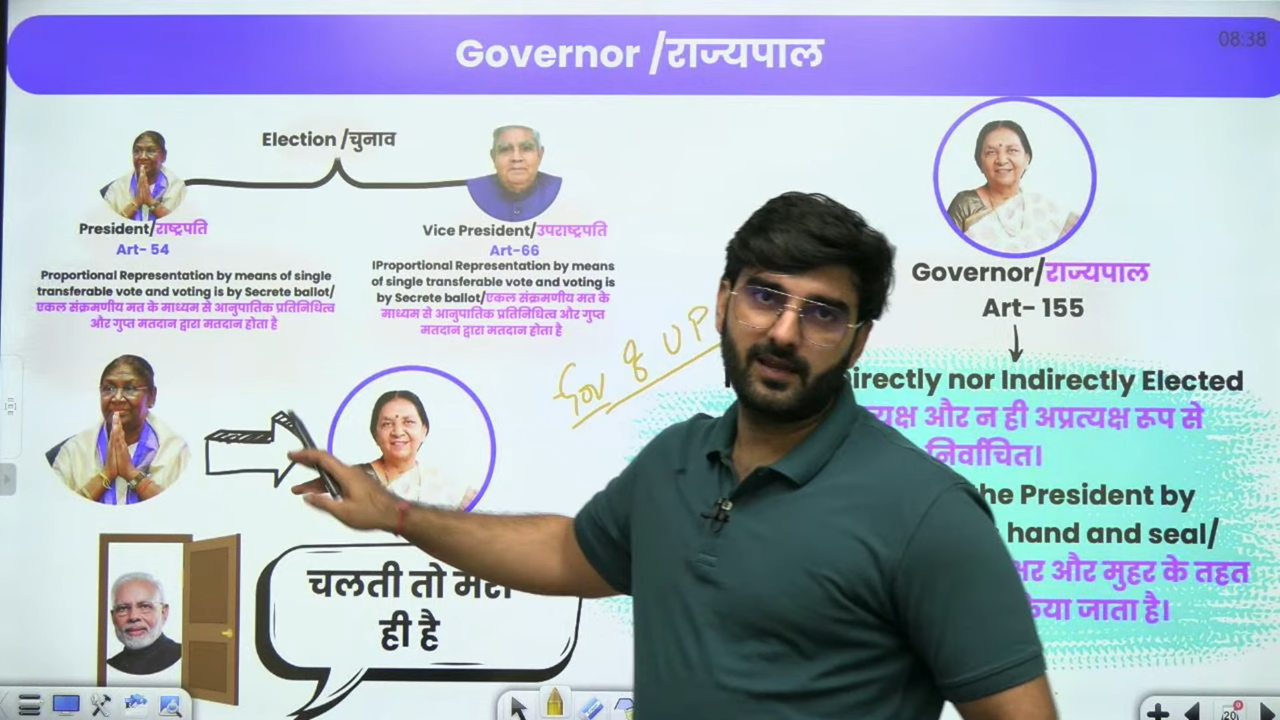 Governor /राज्यपाल
08:38
Election /चुनाव
President/राष्ट्रपति
Art- 54
Proportional Representation by means of single
transferable vote and voting is by Secrete ballot/
एकल संक्रमणीय मत के माध्यम से आनुपातिक प्रतिनिधित्व
और गुप्त मतदान द्वारा मतदान होता है
Vice President/उपराष्ट्रपति
Art-66
IProportional Representation by means
of single transferable vote and voting is
by Secrete ballot/एकल संक्रमणीय मत के
माध्यम से आनुपातिक प्रतिनिधित्व और गुप्त
मतदान द्वारा मतदान होता है
Governor/राज्यपाल
Art- 155
irectly nor Indirectly Elected
और न ही अप्रत्यक्ष रूप से
निर्वाचित।
the President by
hand and seal/
और मुहर के तहत
किया जाता है।
Gov of UP
चलती तो मेरी
ही है
20